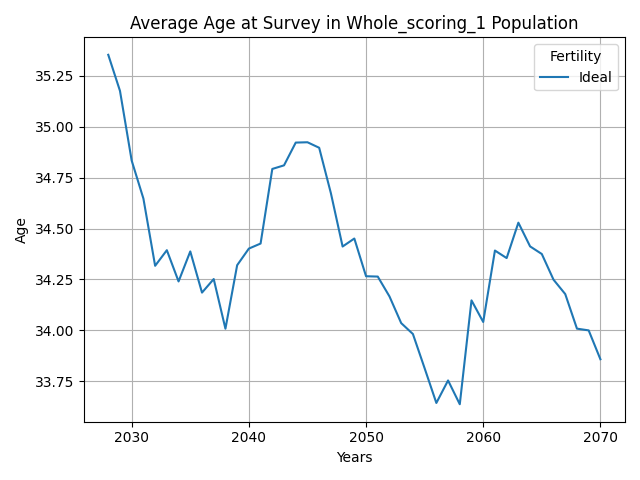 Average Age at Survey in Whole_scoring_1 Population
Fertility
Ideal
35.25
35.00
34.75
34.50
34.25
34.00
33.75
Age
2030 2040 2050 2060 2070
Years